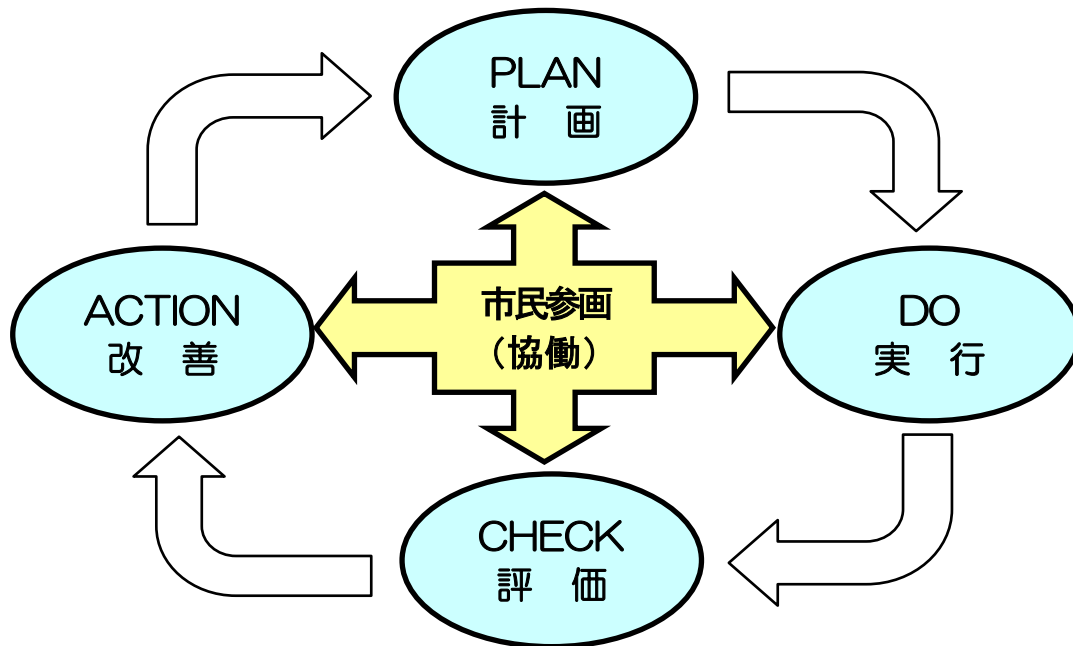 PLAN
計　画
ACTION
改　善
市民参画
（協働）
DO
実　行
CHECK
評　価